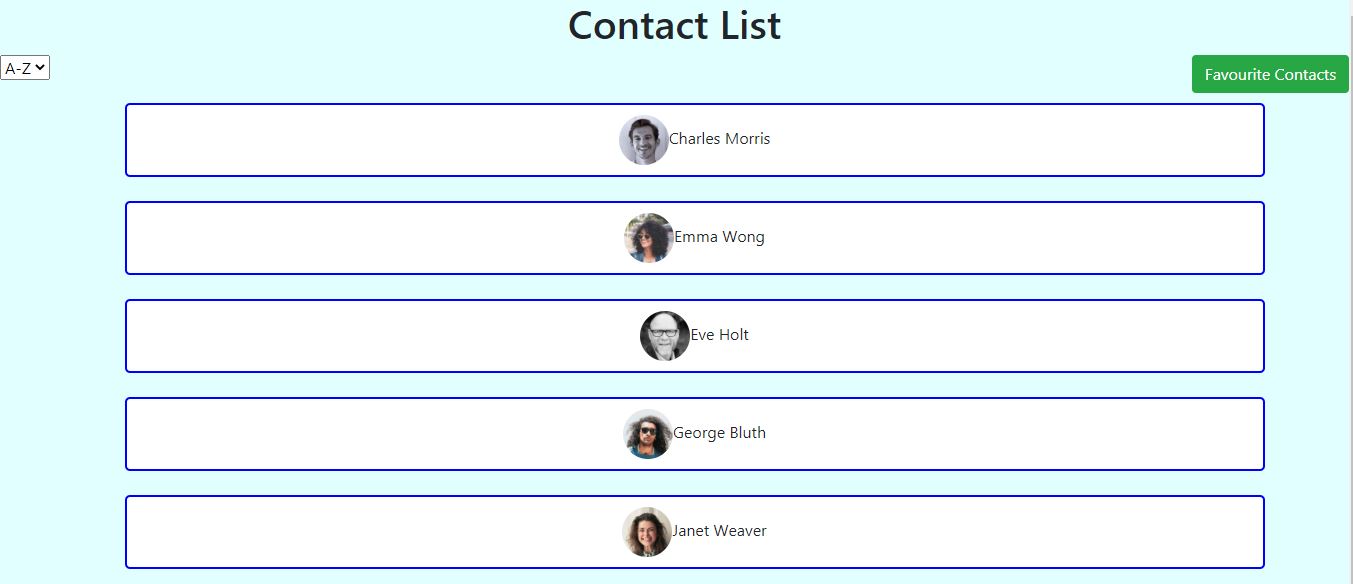 Contact List
A-Z
Favourite Contacts
Charles Morris
Emma Wong
Eve Holt
George Bluth
Janet Weaver